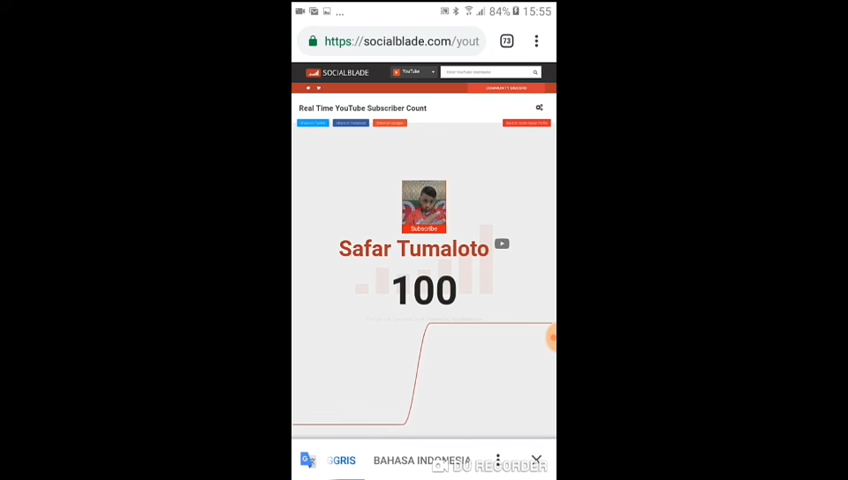 ... 84% 15:55
https://socialblade.com/yout
73
SOCIALBLADE YouTube
Real Time YouTube Subscriber Count
Subscribe
Safar Tumaloto
100
GGRIS BAHASA INDONESIA
DU RECORDER